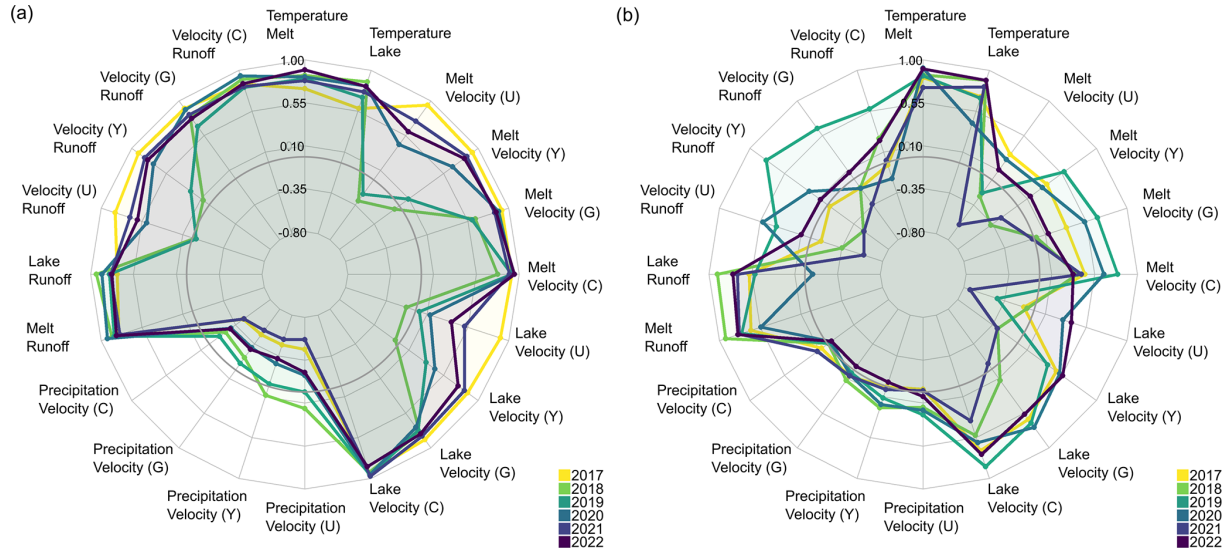 (a)
Temperature
Melt
Temperature
Lake
Melt
Velocity (U)
Melt
Velocity (Y)
Melt
Velocity (G)
Melt
Velocity (C)
Lake
Velocity (U)
Lake
Velocity (Y)
Lake
Velocity (G)
Lake
Velocity (C)
Precipitation
Velocity (U)
Precipitation
Velocity (Y)
Precipitation
Velocity (G)
Precipitation
Velocity (C)
Melt
Runoff
Lake
Runoff
Velocity (U)
Runoff
Velocity (Y)
Runoff
Velocity (G)
Runoff
Velocity (C)
Runoff
1.00
0.55
0.10
-0.35
-0.80
2017
2018
2019
2020
2021
2022
(b)
Temperature
Melt
Temperature
Lake
Melt
Velocity (U)
Melt
Velocity (Y)
Melt
Velocity (G)
Melt
Velocity (C)
Lake
Velocity (U)
Lake
Velocity (Y)
Lake
Velocity (G)
Lake
Velocity (C)
Precipitation
Velocity (U)
Precipitation
Velocity (Y)
Precipitation
Velocity (G)
Precipitation
Velocity (C)
Melt
Runoff
Lake
Runoff
Velocity (U)
Runoff
Velocity (Y)
Runoff
Velocity (G)
Runoff
Velocity (C)
Runoff
1.00
0.55
0.10
-0.35
-0.80
2017
2018
2019
2020
2021
2022